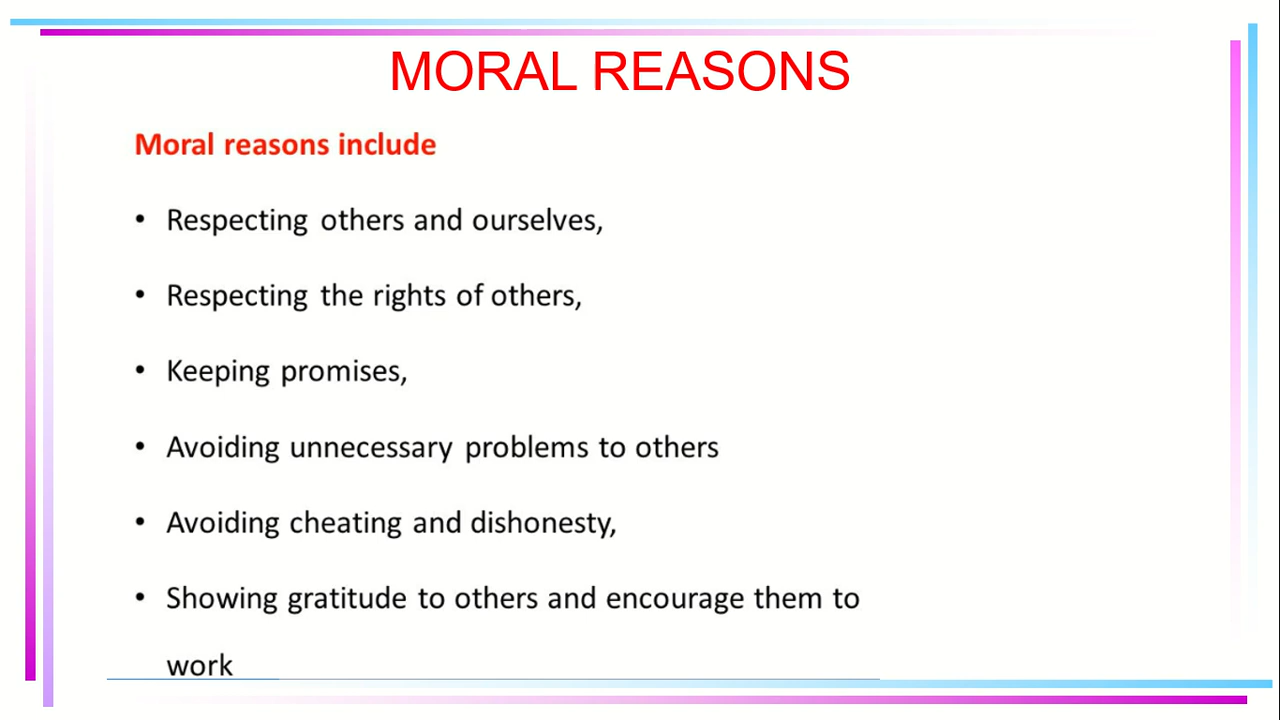 MORAL REASONS
Moral reasons include
• Respecting others and ourselves,
• Respecting the rights of others,
• Keeping promises,
• Avoiding unnecessary problems to others
• Avoiding cheating and dishonesty,
• Showing gratitude to others and encourage them to
work